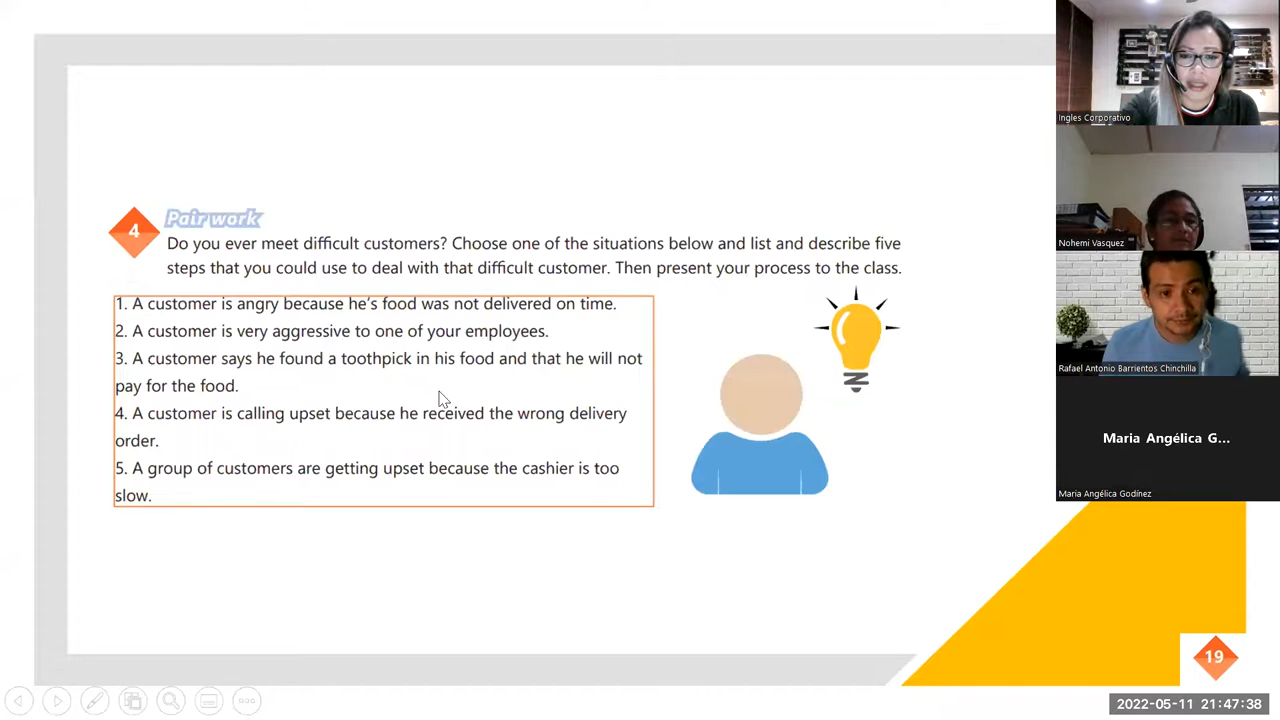 4
Pair work
Do you ever meet difficult customers? Choose one of the situations below and list and describe five
steps that you could use to deal with that difficult customer. Then present your process to the class.
1. A customer is angry because he's food was not delivered on time.
2. A customer is very aggressive to one of your employees.
3. A customer says he found a toothpick in his food and that he will not
pay for the food.
4. A customer is calling upset because he received the wrong delivery
order.
5. A group of customers are getting upset because the cashier is too
slow.
19
Ingles Corporativo
Nohemi Vasquez
Rafael Antonio Barrientos Chinchilla
Maria Angélica G...
Maria Angélica Godínez
2022-05-11 21:47:38